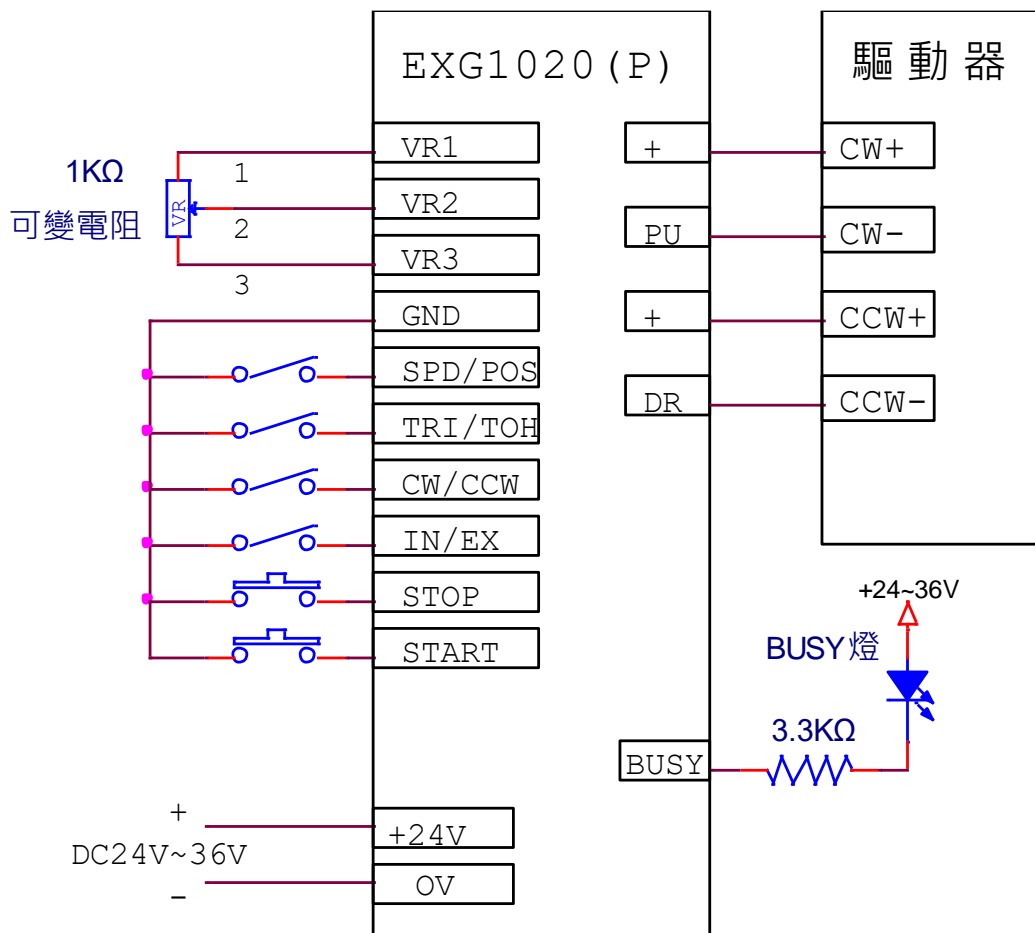 EXG1020(P)
驅動器
VR1
VR2
VR3
GND
SPD/POS
TRI/TOH
CW/CCW
IN/EX
STOP
START
+24V
0V
1KΩ
可變電阻
VR
1
2
3
+
DC24V~36V
-
+
PU
+
DR
BUSY
CW+
CW-
CCW+
CCW-
+24~36V
BUSY燈
3.3KΩ